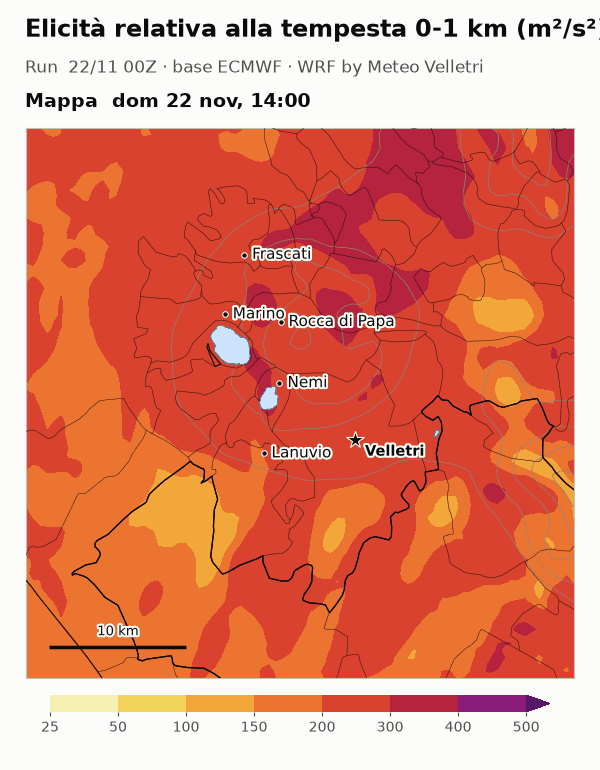 Elicità relativa alla tempesta 0-1 km (m²/s²)
Run 22/11 00Z · base ECMWF · WRF by Meteo Velletri
Mappa dom 22 nov, 14:00
Frascati
Marino
Rocca di Papa
Nemi
Velletri
Lanuvio
10 km
25 50 100 150 200 300 400 500